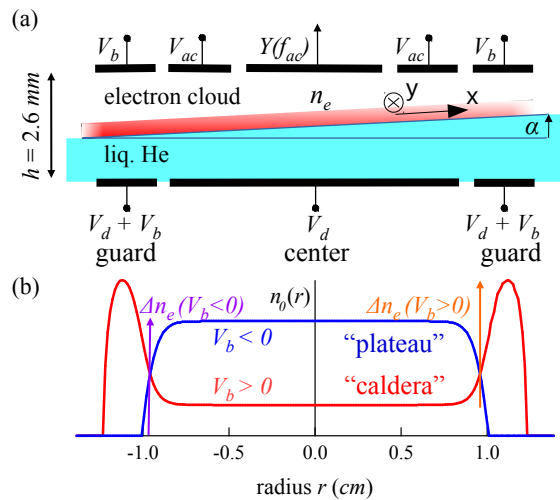 (a)
V_b V_ac Y(f_ac) V_ac V_b
h = 2.6 mm
electron cloud n_e y x
liq. He α
V_d + V_b V_d V_d + V_b
guard center guard
(b)
Δn_e (V_b<0) n_0(r) Δn_e (V_b>0)
V_b < 0 “plateau”
V_b > 0 “caldera”
-1.0 -0.5 0.0 0.5 1.0
radius r (cm)